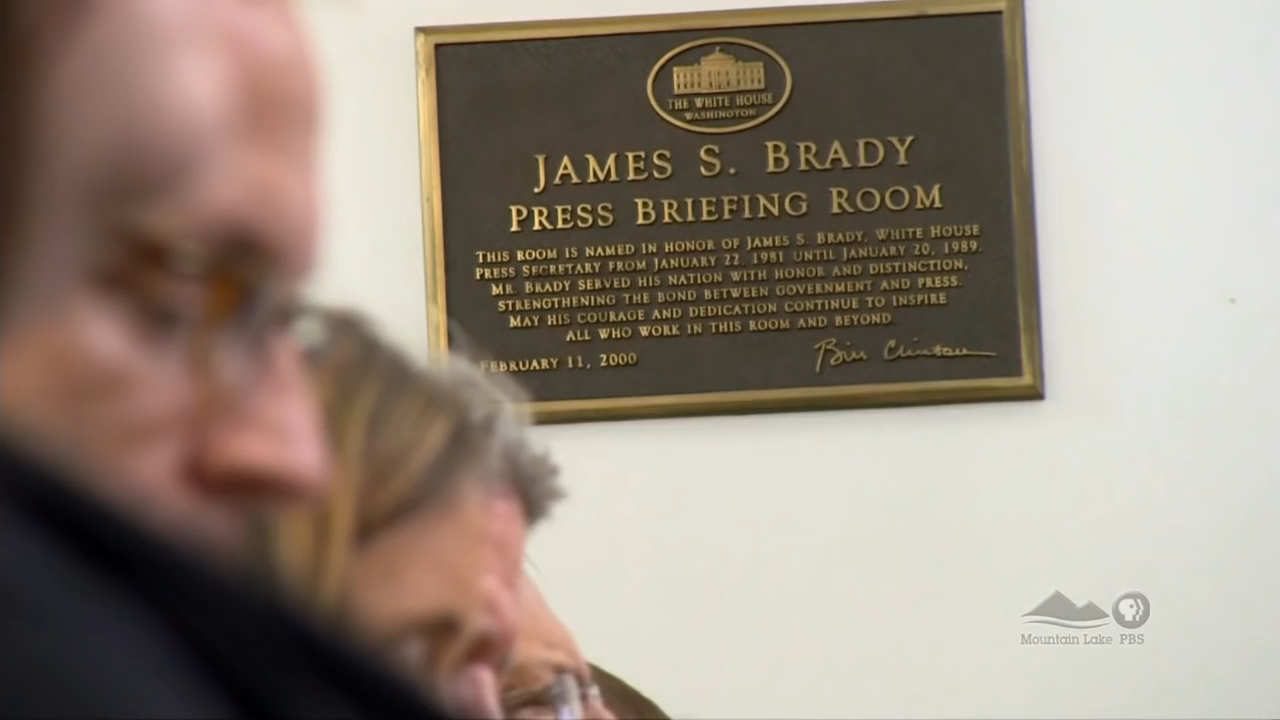 THE WHITE HOUSE
WASHINGTON
JAMES S. BRADY
PRESS BRIEFING ROOM
THIS ROOM IS NAMED IN HONOR OF JAMES S. BRADY, WHITE HOUSE
PRESS SECRETARY FROM JANUARY 22, 1981 UNTIL JANUARY 20, 1989.
MR. BRADY SERVED HIS NATION WITH HONOR AND DISTINCTION,
STRENGTHENING THE BOND BETWEEN GOVERNMENT AND PRESS.
MAY HIS COURAGE AND DEDICATION CONTINUE TO INSPIRE
ALL WHO WORK IN THIS ROOM AND BEYOND.
FEBRUARY 11, 2000
Bill Clinton
Mountain Lake PBS